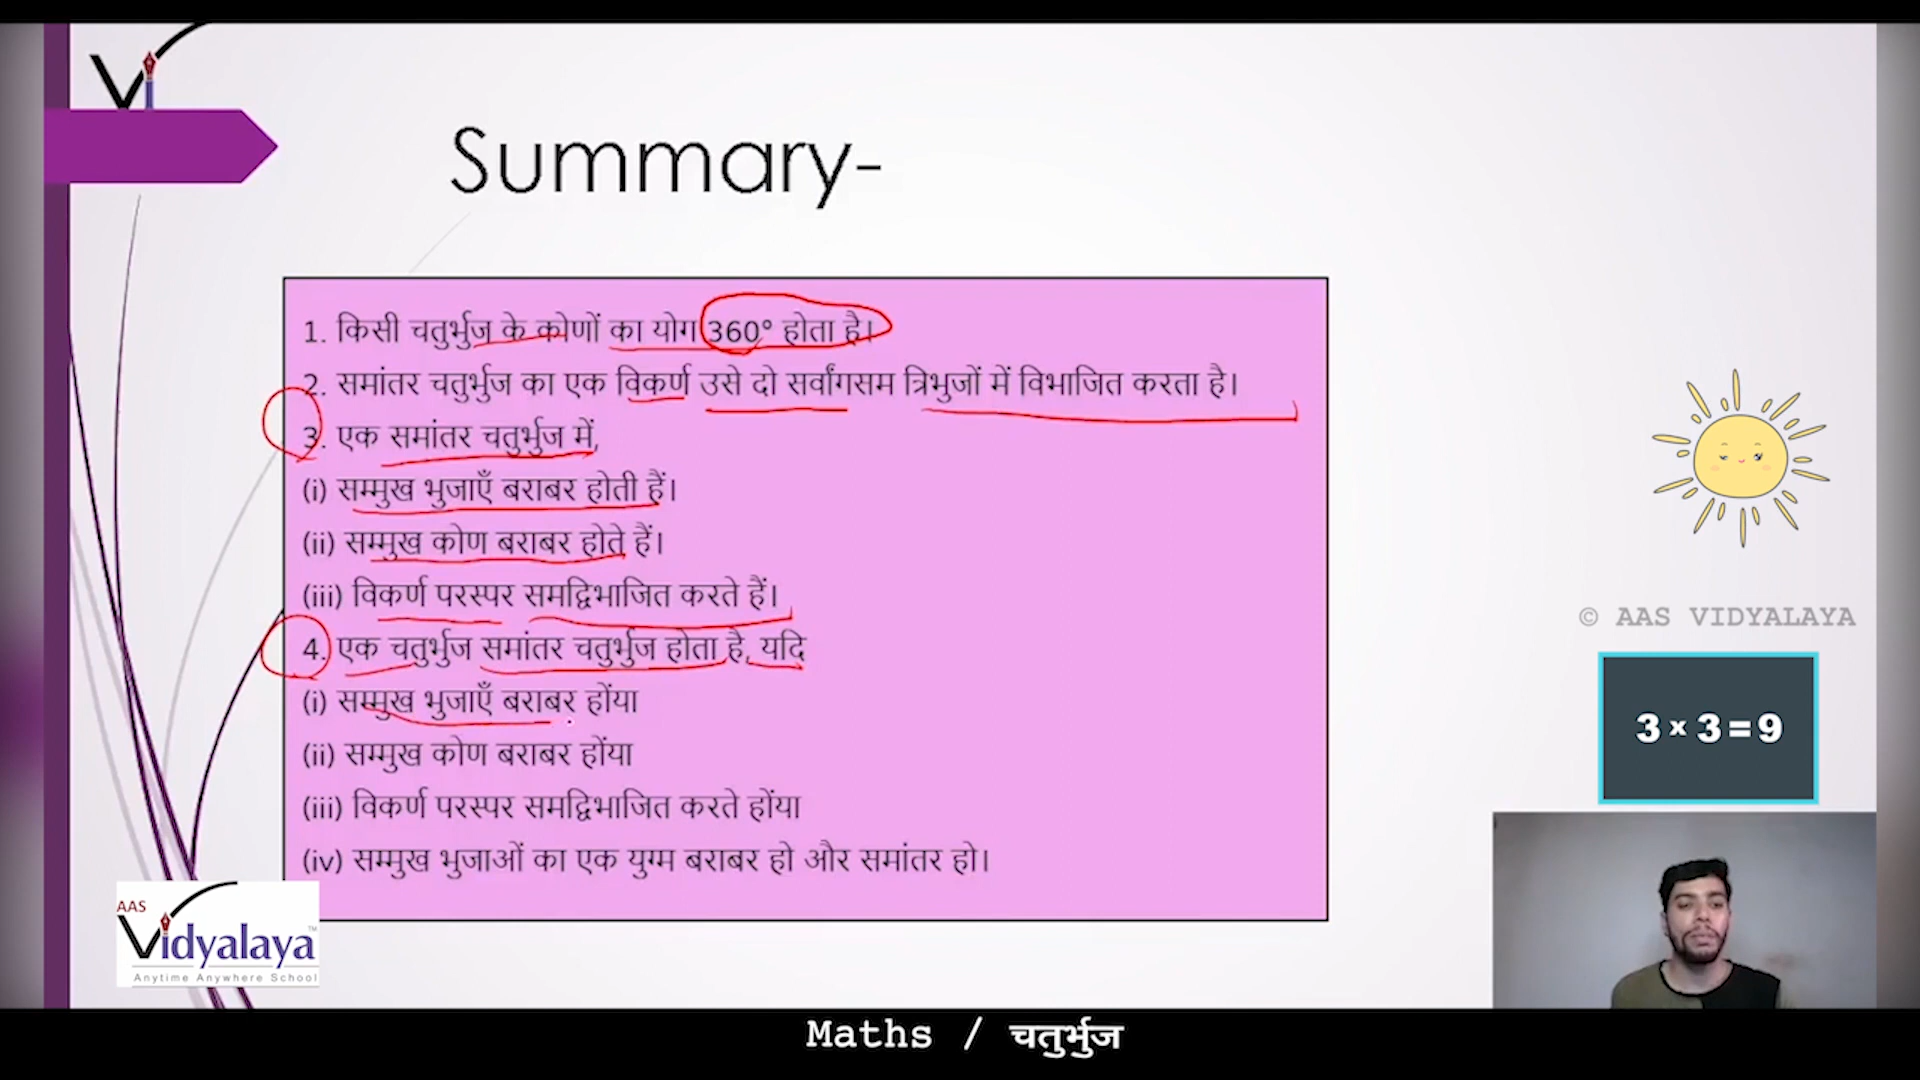 Vi
Summary-
1. किसी चतुर्भुज के कोणों का योग 360° होता है।
2. समांतर चतुर्भुज का एक विकर्ण उसे दो सर्वांगसम त्रिभुजों में विभाजित करता है।
3. एक समांतर चतुर्भुज में,
(i) सम्मुख भुजाएँ बराबर होती हैं।
(ii) सम्मुख कोण बराबर होते हैं।
(iii) विकर्ण परस्पर समद्विभाजित करते हैं।
4. एक चतुर्भुज समांतर चतुर्भुज होता है, यदि
(i) सम्मुख भुजाएँ बराबर होंया
(ii) सम्मुख कोण बराबर होंया
(iii) विकर्ण परस्पर समद्विभाजित करते होंया
(iv) सम्मुख भुजाओं का एक युग्म बराबर हो और समांतर हो।
© AAS VIDYALAYA
3×3=9
AAS
Vidyalaya™
Anytime Anywhere School
Maths / चतुर्भुज